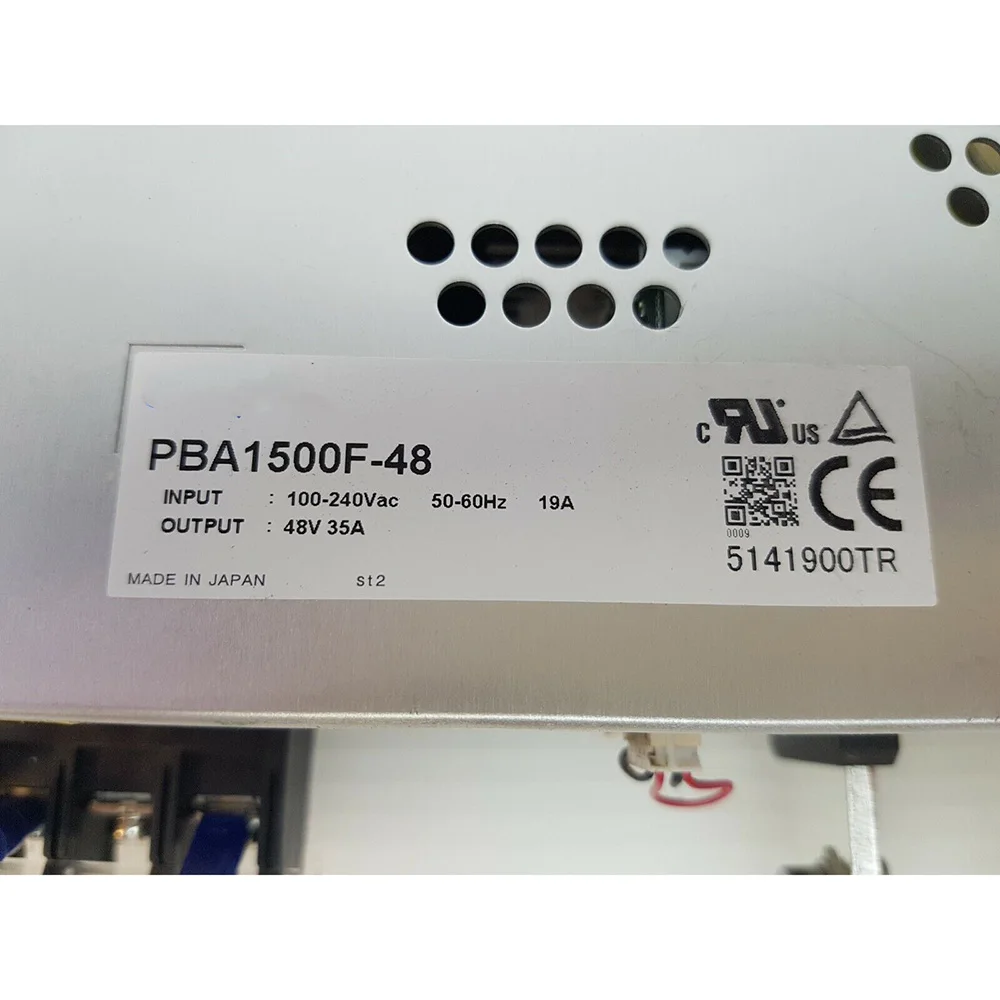 PBA1500F-48
INPUT : 100-240Vac 50-60Hz 19A
OUTPUT : 48V 35A
MADE IN JAPAN st2
C RU US
CE
0009
5141900TR